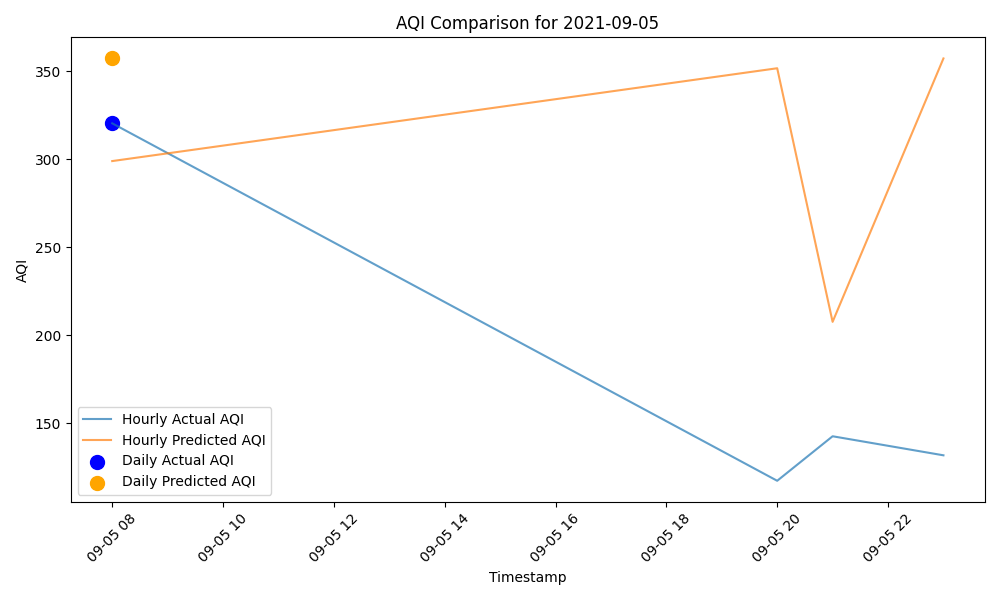 AQI Comparison for 2021-09-05
AQI
350
300
250
200
150
Hourly Actual AQI
Hourly Predicted AQI
Daily Actual AQI
Daily Predicted AQI
09-05 08
09-05 10
09-05 12
09-05 14
09-05 16
09-05 18
09-05 20
09-05 22
Timestamp